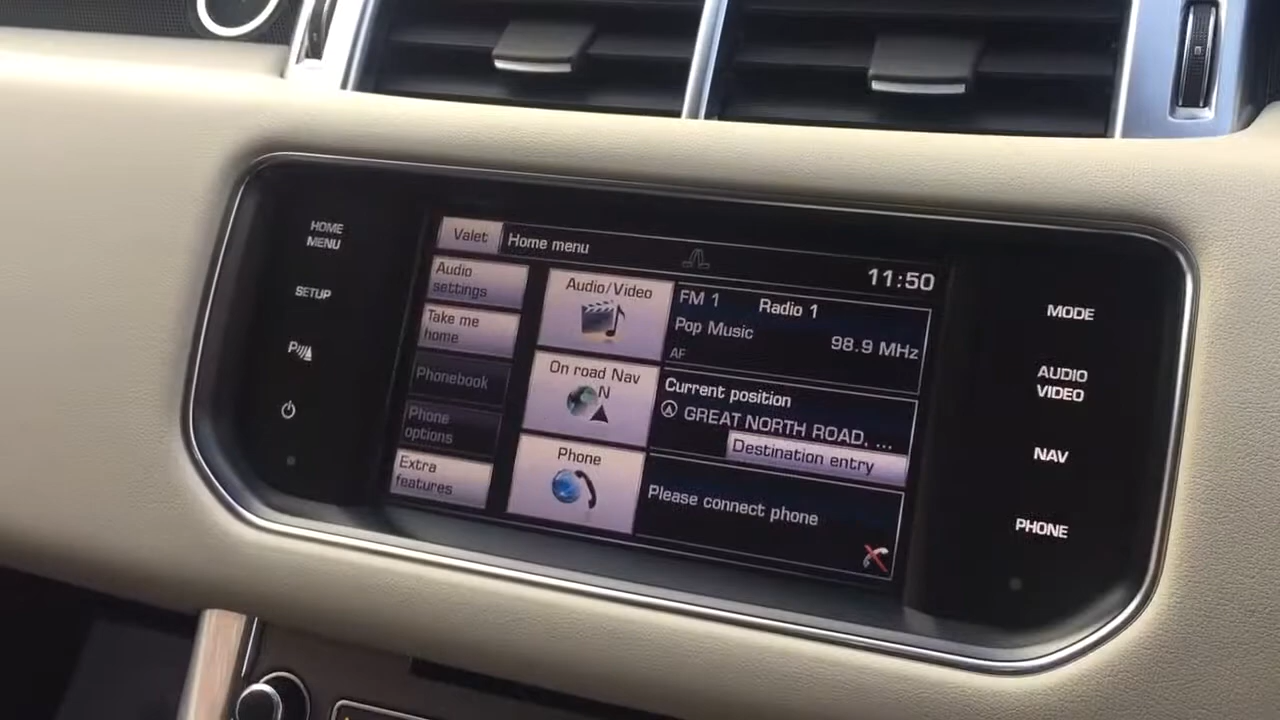 HOME
MENU
SETUP
P
Valet
Home menu
11:50
Audio
settings
Take me
home
Phonebook
Phone
options
Extra
features
Audio/Video
On road Nav
N
Phone
FM 1 Radio 1
Pop Music
98.9 MHz
AF
Current position
GREAT NORTH ROAD, ...
Destination entry
Please connect phone
MODE
AUDIO
VIDEO
NAV
PHONE